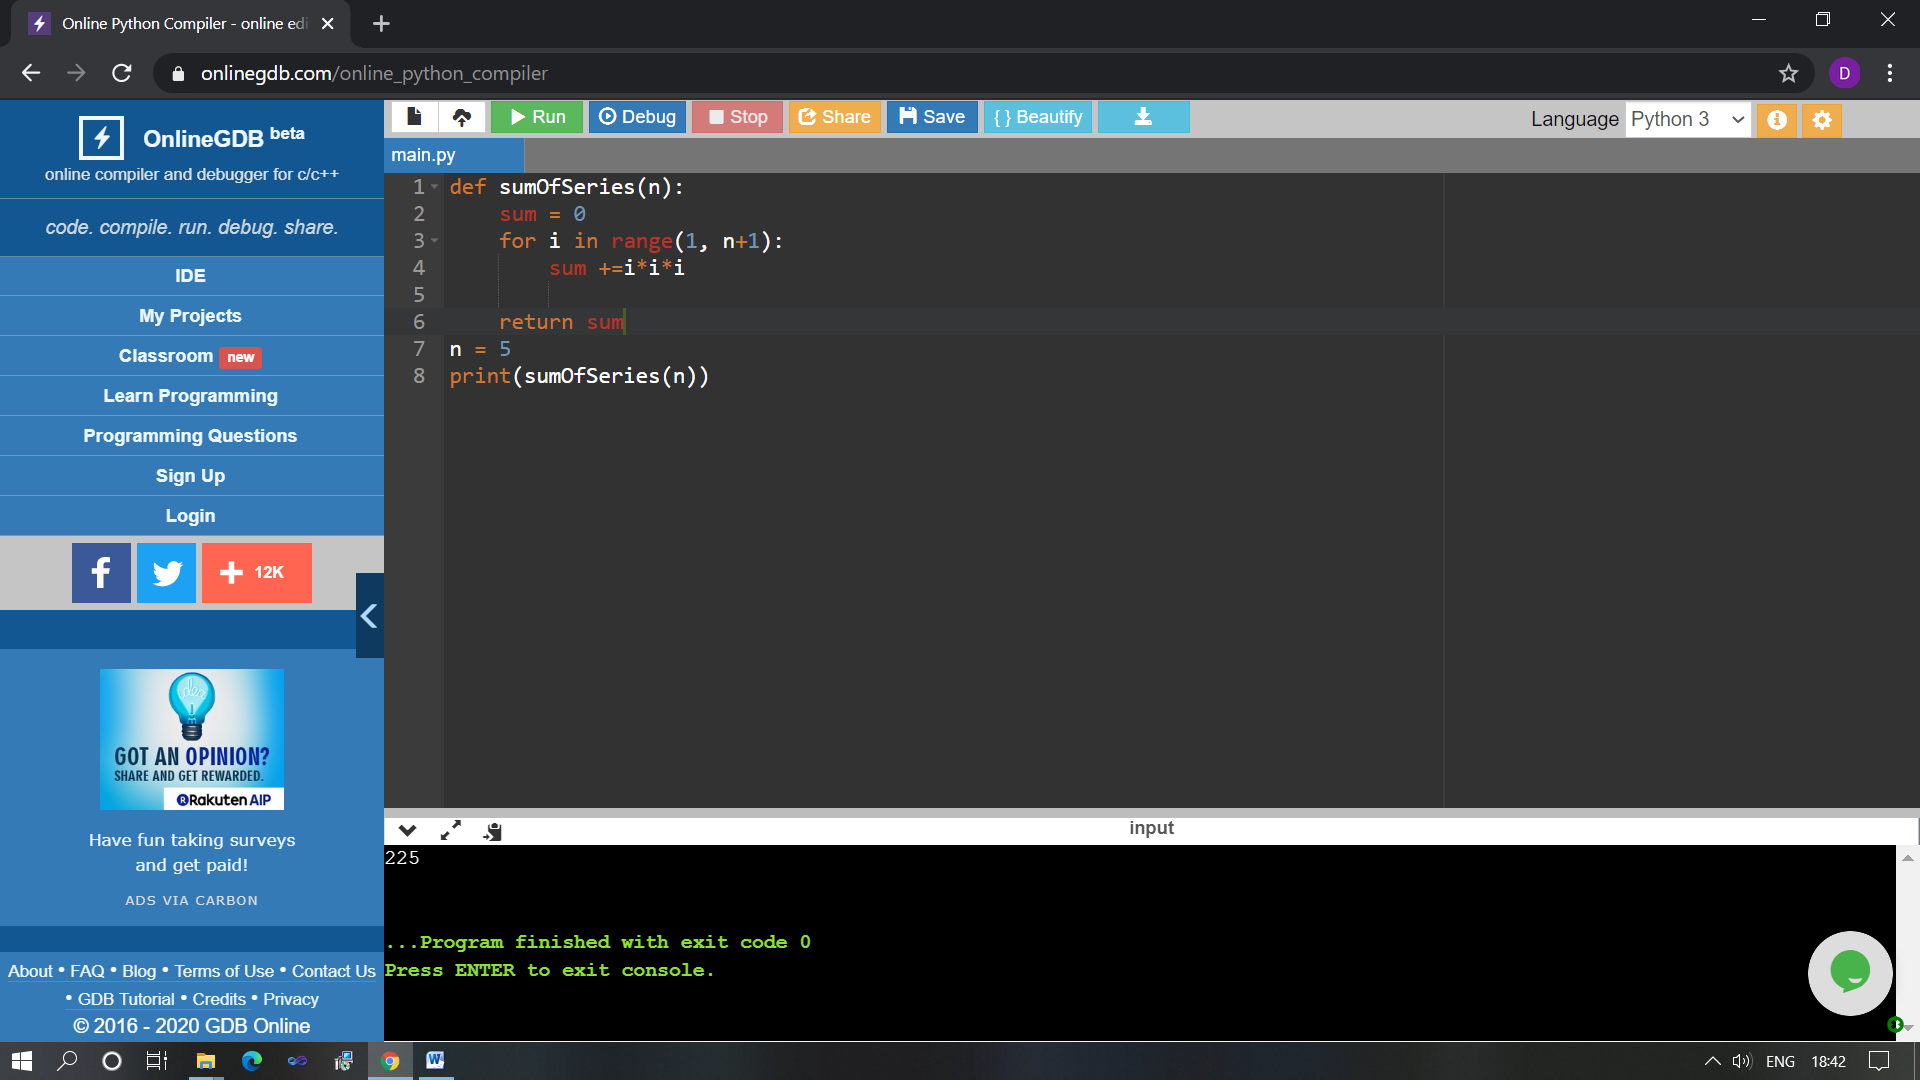 Online Python Compiler - online edi
onlinegdb.com/online_python_compiler
D
OnlineGDB beta
online compiler and debugger for c/c++
code. compile. run. debug. share.
IDE
My Projects
Classroom new
Learn Programming
Programming Questions
Sign Up
Login
f
12K
idea
GOT AN OPINION?
SHARE AND GET REWARDED.
Rakuten AIP
Have fun taking surveys
and get paid!
ADS VIA CARBON
About • FAQ • Blog • Terms of Use • Contact Us
• GDB Tutorial • Credits • Privacy
© 2016 - 2020 GDB Online
Run Debug Stop Share Save { } Beautify
Language Python 3
main.py
1 def sumOfSeries(n):
2     sum = 0
3     for i in range(1, n+1):
4         sum +=i*i*i
5
6     return sum
7 n = 5
8 print(sumOfSeries(n))
input
225
...Program finished with exit code 0
Press ENTER to exit console.
ENG 18:42